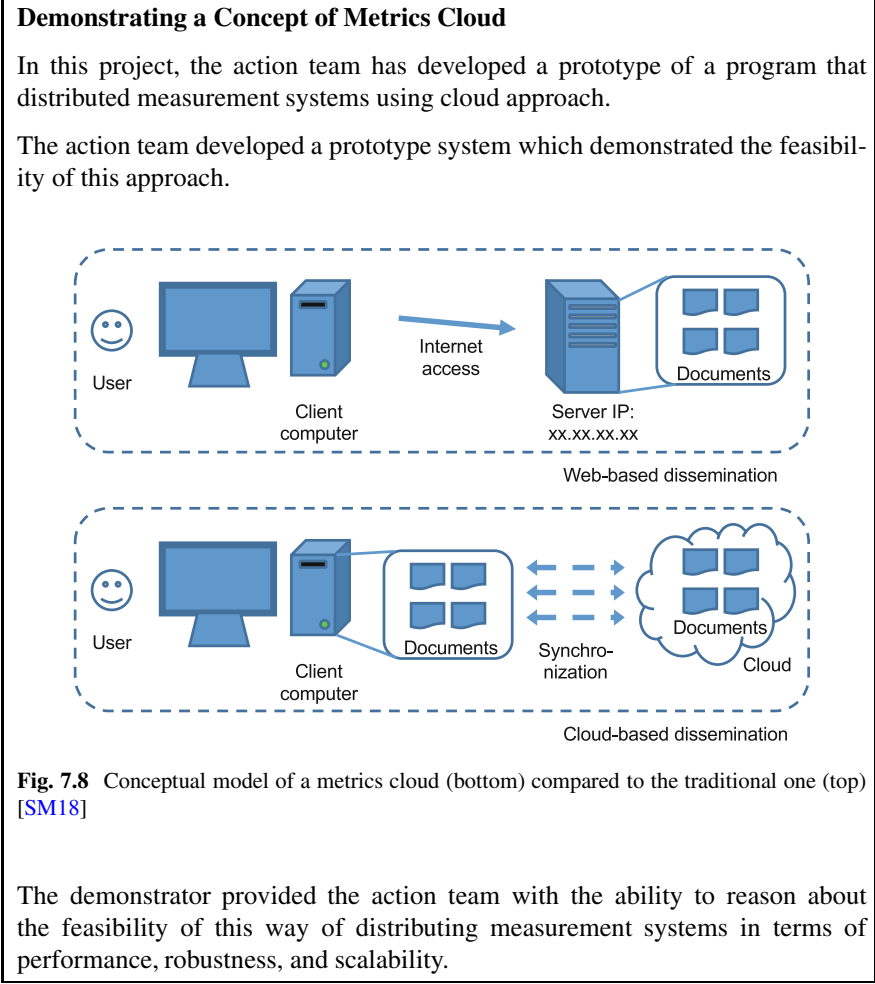 Demonstrating a Concept of Metrics Cloud
In this project, the action team has developed a prototype of a program that
distributed measurement systems using cloud approach.
The action team developed a prototype system which demonstrated the feasibil-
ity of this approach.
User
Client
computer
Internet
access
Server IP:
xx.xx.xx.xx
Documents
Web-based dissemination
User
Client
computer
Documents
Synchro-
nization
Documents
Cloud
Cloud-based dissemination
Fig. 7.8 Conceptual model of a metrics cloud (bottom) compared to the traditional one (top)
[SM18]
The demonstrator provided the action team with the ability to reason about
the feasibility of this way of distributing measurement systems in terms of
performance, robustness, and scalability.